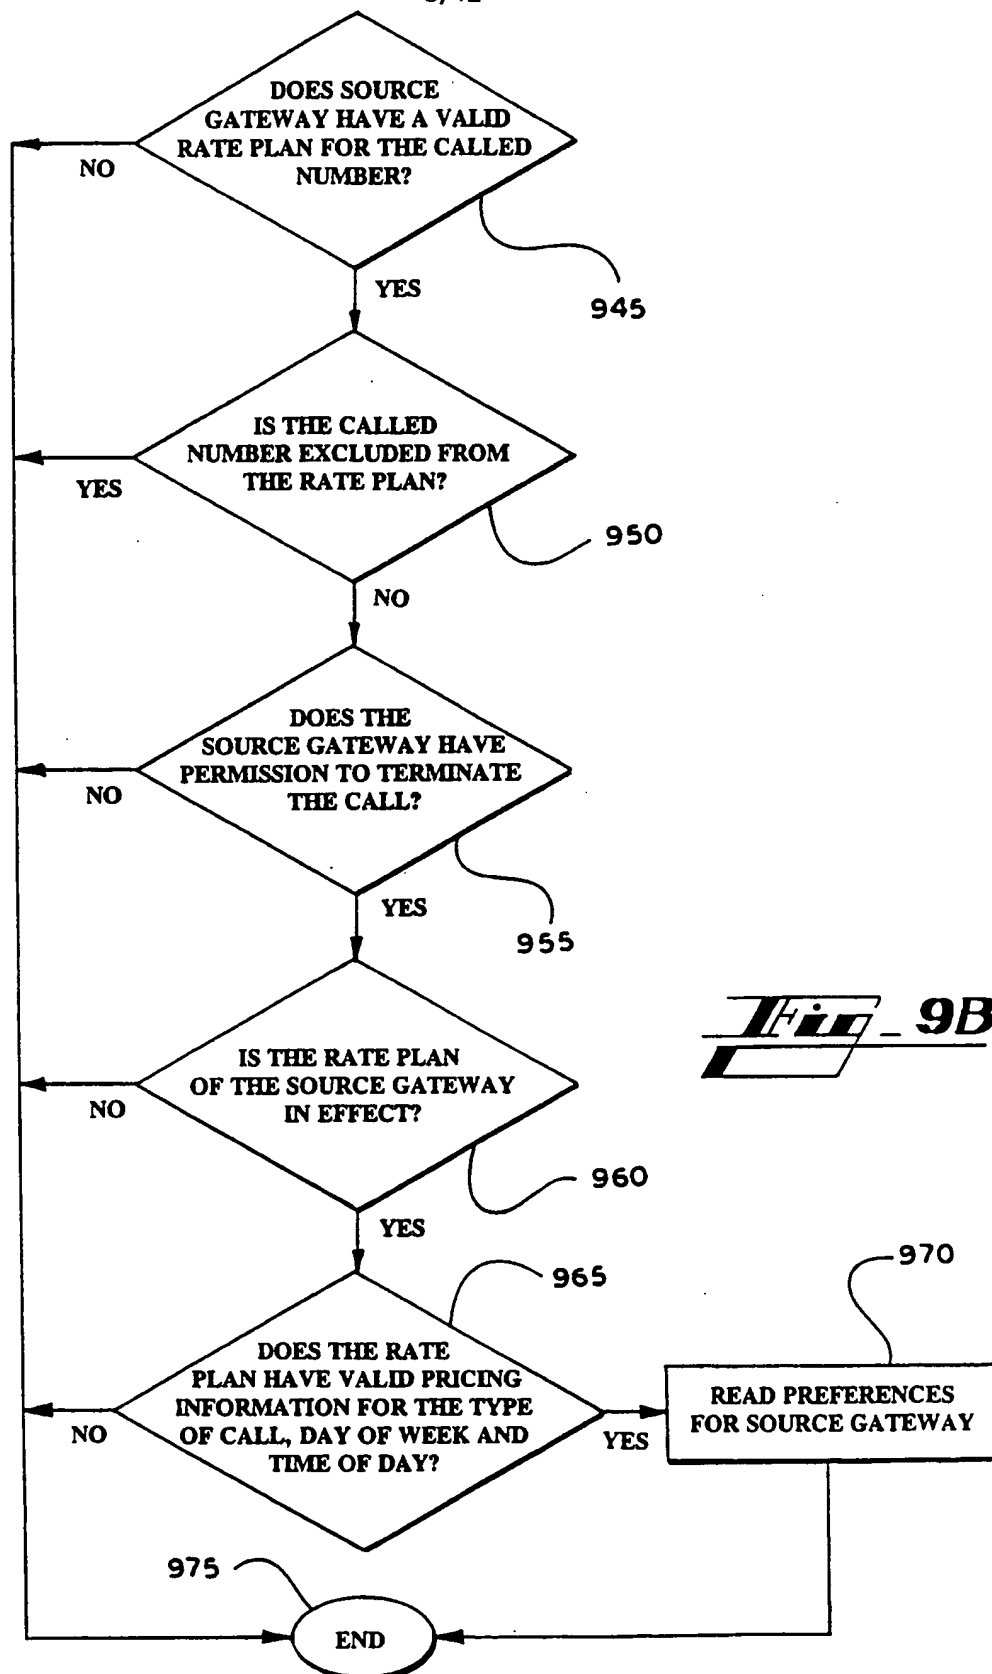 DOES SOURCE
GATEWAY HAVE A VALID
RATE PLAN FOR THE CALLED
NUMBER?
NO
YES
945
IS THE CALLED
NUMBER EXCLUDED FROM
THE RATE PLAN?
YES
950
NO
DOES THE
SOURCE GATEWAY HAVE
PERMISSION TO TERMINATE
THE CALL?
NO
YES
955
Fig_9B
IS THE RATE PLAN
OF THE SOURCE GATEWAY
IN EFFECT?
NO
960
YES
965
970
DOES THE RATE
PLAN HAVE VALID PRICING
INFORMATION FOR THE TYPE
OF CALL, DAY OF WEEK AND
TIME OF DAY?
NO
YES
READ PREFERENCES
FOR SOURCE GATEWAY
975
END